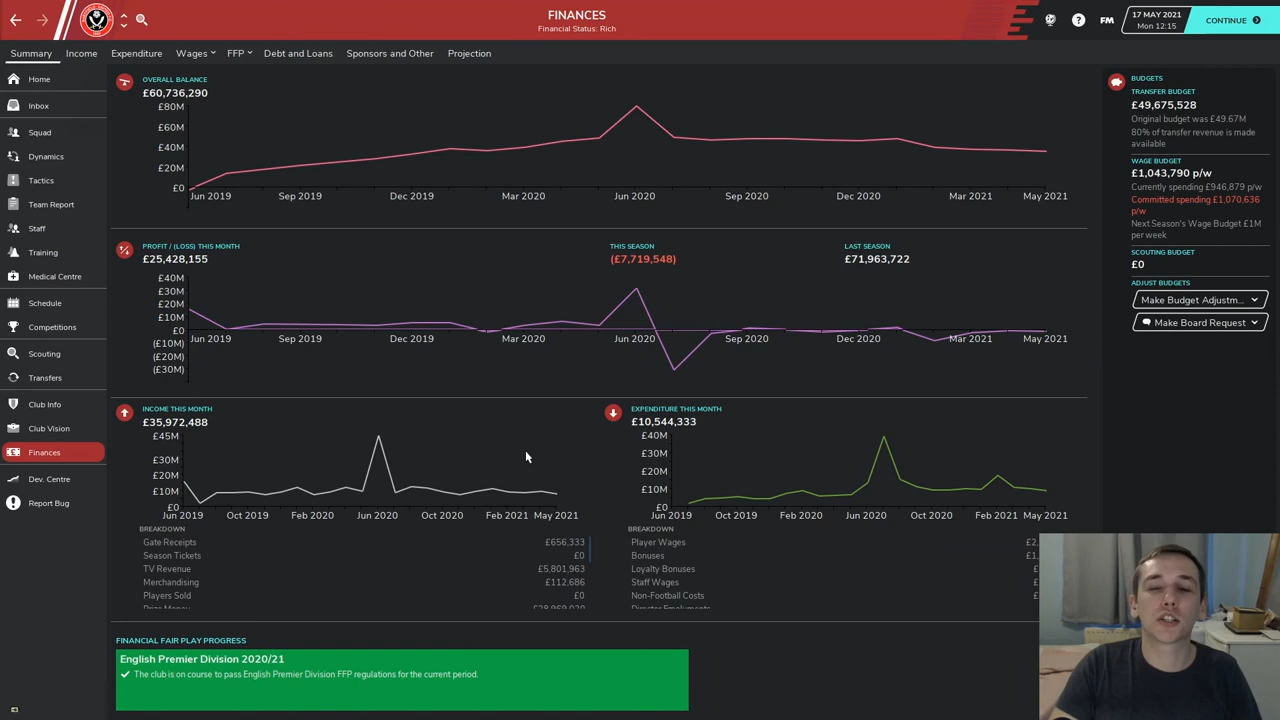 FINANCES
Financial Status: Rich
FM
17 MAY 2021
Mon 12:15
CONTINUE
Summary
Income
Expenditure
Wages
FFP
Debt and Loans
Sponsors and Other
Projection
Home
Inbox
Squad
Dynamics
Tactics
Team Report
Staff
Training
Medical Centre
Schedule
Competitions
Scouting
Transfers
Club Info
Club Vision
Finances
Dev. Centre
Report Bug
OVERALL BALANCE
£60,736,290
£80M
£60M
£40M
£20M
£0
Jun 2019 Sep 2019 Dec 2019 Mar 2020 Jun 2020 Sep 2020 Dec 2020 Mar 2021 May 2021
PROFIT / (LOSS) THIS MONTH
£25,428,155
THIS SEASON
(£7,719,548)
LAST SEASON
£71,963,722
£40M
£30M
£20M
£10M
£0
(£10M)
(£20M)
(£30M)
Jun 2019 Sep 2019 Dec 2019 Mar 2020 Jun 2020 Sep 2020 Dec 2020 Mar 2021 May 2021
INCOME THIS MONTH
£35,972,488
£45M
£30M
£20M
£10M
£0
Jun 2019 Oct 2019 Feb 2020 Jun 2020 Oct 2020 Feb 2021 May 2021
BREAKDOWN
Gate Receipts £656,333
Season Tickets £0
TV Revenue £5,801,963
Merchandising £112,686
Players Sold £0
Prize Money £28,969,020
EXPENDITURE THIS MONTH
£10,544,333
£40M
£30M
£20M
£10M
£0
Jun 2019 Oct 2019 Feb 2020 Jun 2020 Oct 2020 Feb 2021 May 2021
BREAKDOWN
Player Wages £2,
Bonuses £1,
Loyalty Bonuses £
Staff Wages £1,
Non-Football Costs £
Director Emoluments
FINANCIAL FAIR PLAY PROGRESS
English Premier Division 2020/21
The club is on course to pass English Premier Division FFP regulations for the current period.
BUDGETS
TRANSFER BUDGET
£49,675,528
Original budget was £49.67M
80% of transfer revenue is made
available
WAGE BUDGET
£1,043,790 p/w
Currently spending £946,879 p/w
Committed spending £1,070,636
p/w
Next Season's Wage Budget £1M
per week
SCOUTING BUDGET
£0
ADJUST BUDGETS
Make Budget Adjustm...
Make Board Request